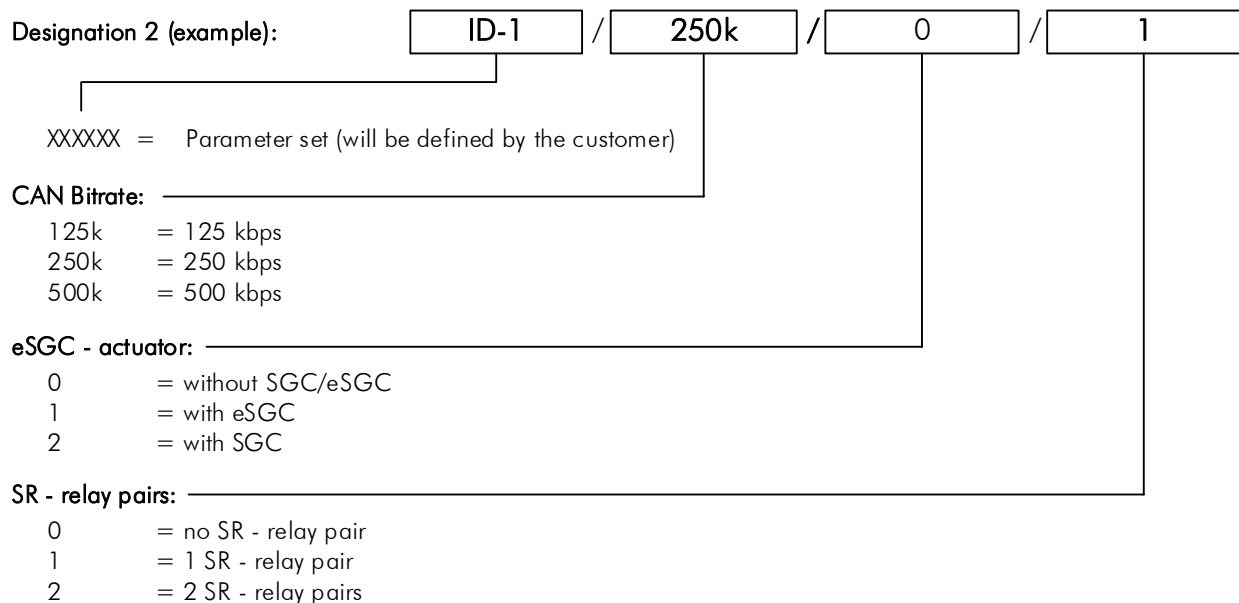 Designation 2 (example): ID-1 / 250k / 0 / 1
XXXXXX = Parameter set (will be defined by the customer)
CAN Bitrate:
125k = 125 kbps
250k = 250 kbps
500k = 500 kbps
eSGC - actuator:
0 = without SGC/eSGC
1 = with eSGC
2 = with SGC
SR - relay pairs:
0 = no SR - relay pair
1 = 1 SR - relay pair
2 = 2 SR - relay pairs